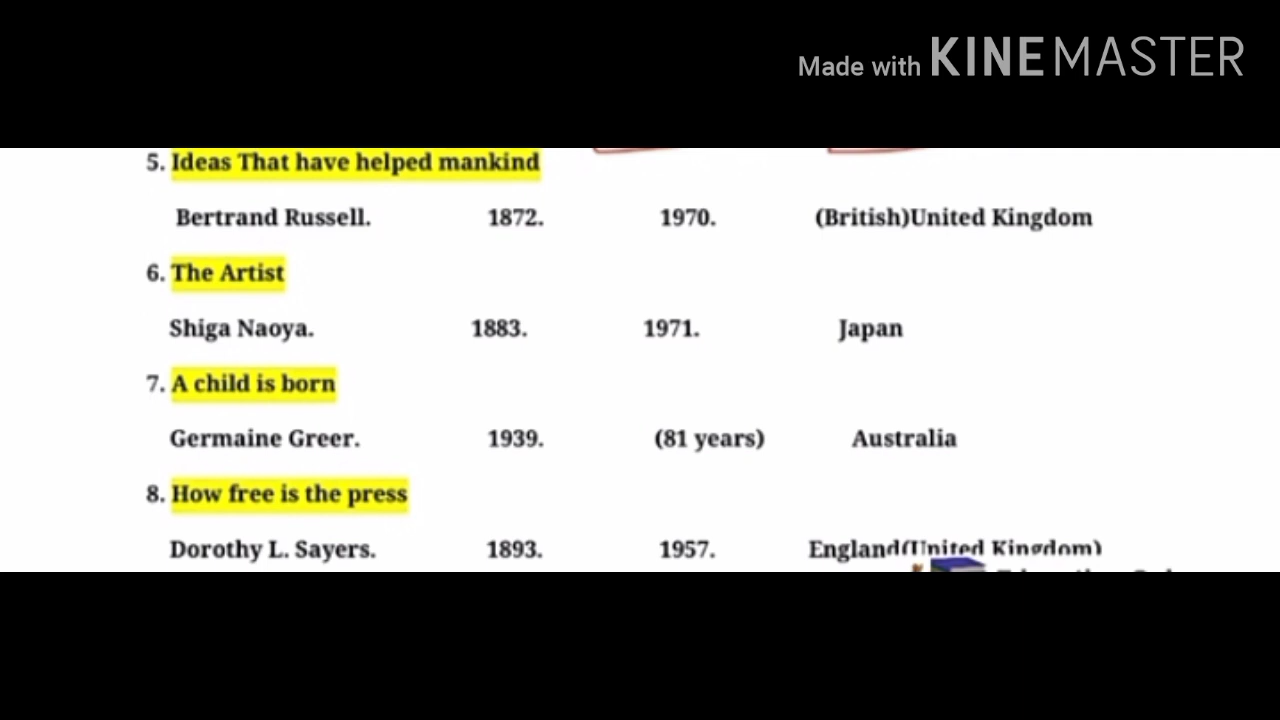 Made with KINEMASTER
5. Ideas That have helped mankind
Bertrand Russell. 1872. 1970. (British)United Kingdom
6. The Artist
Shiga Naoya. 1883. 1971. Japan
7. A child is born
Germaine Greer. 1939. (81 years) Australia
8. How free is the press
Dorothy L. Sayers. 1893. 1957. England(United Kingdom)